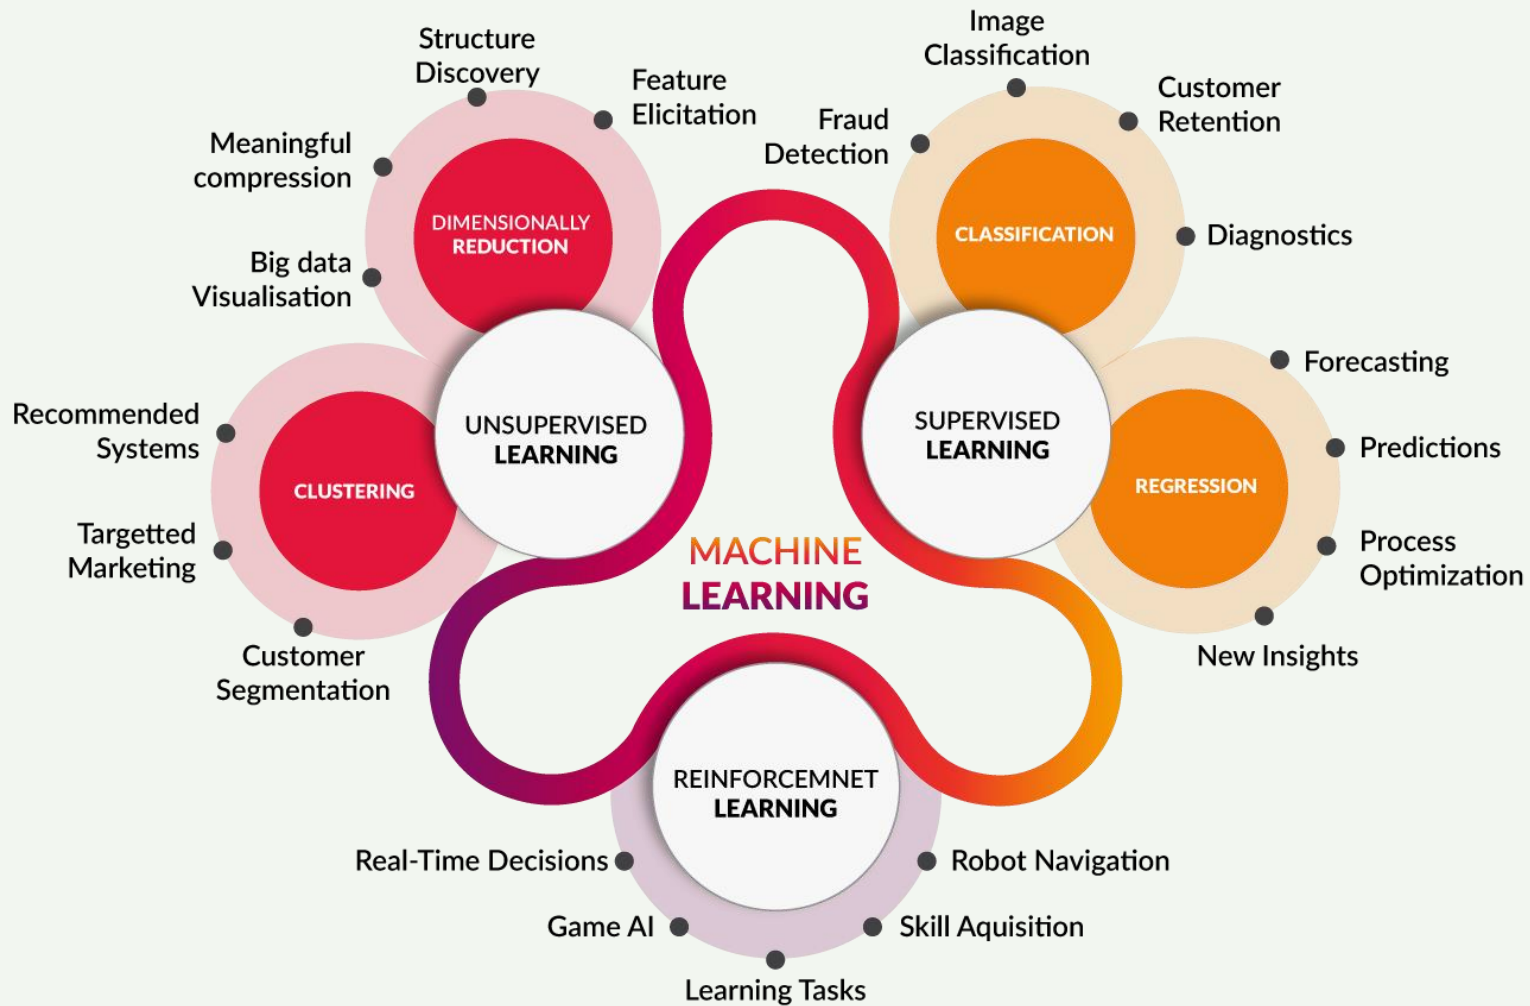 Structure
Discovery
Feature
Elicitation
Meaningful
compression
Big data
Visualisation
DIMENSIONALLY
REDUCTION
Recommended
Systems
Targetted
Marketing
Customer
Segmentation
CLUSTERING
UNSUPERVISED
LEARNING
Image
Classification
Fraud
Detection
Customer
Retention
Diagnostics
CLASSIFICATION
SUPERVISED
LEARNING
Forecasting
Predictions
Process
Optimization
New Insights
REGRESSION
MACHINE
LEARNING
REINFORCEMNET
LEARNING
Real-Time Decisions
Game AI
Learning Tasks
Skill Aquisition
Robot Navigation